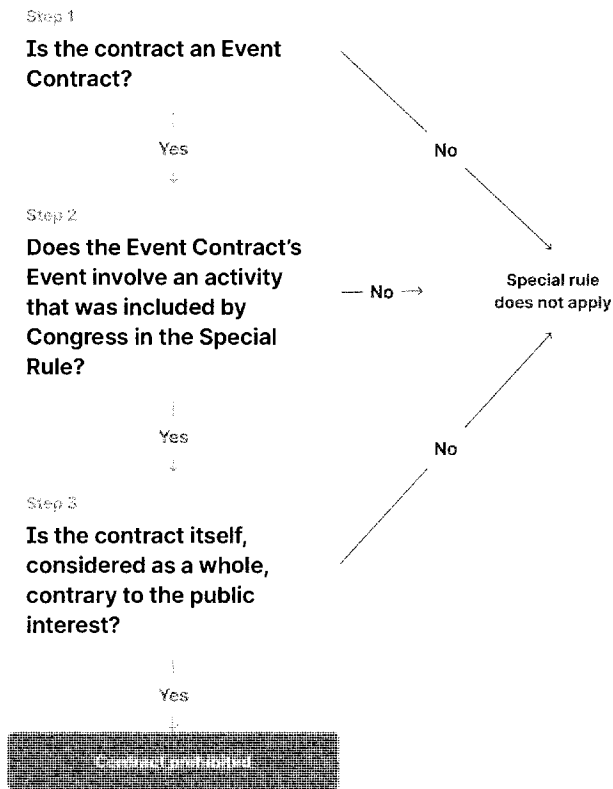 Step 1
Is the contract an Event
Contract?
Yes
No
Step 2
Does the Event Contract's
Event involve an activity
that was included by
Congress in the Special
Rule?
No
Special rule
does not apply
Yes
No
Step 3
Is the contract itself,
considered as a whole,
contrary to the public
interest?
Yes
Contract prohibited